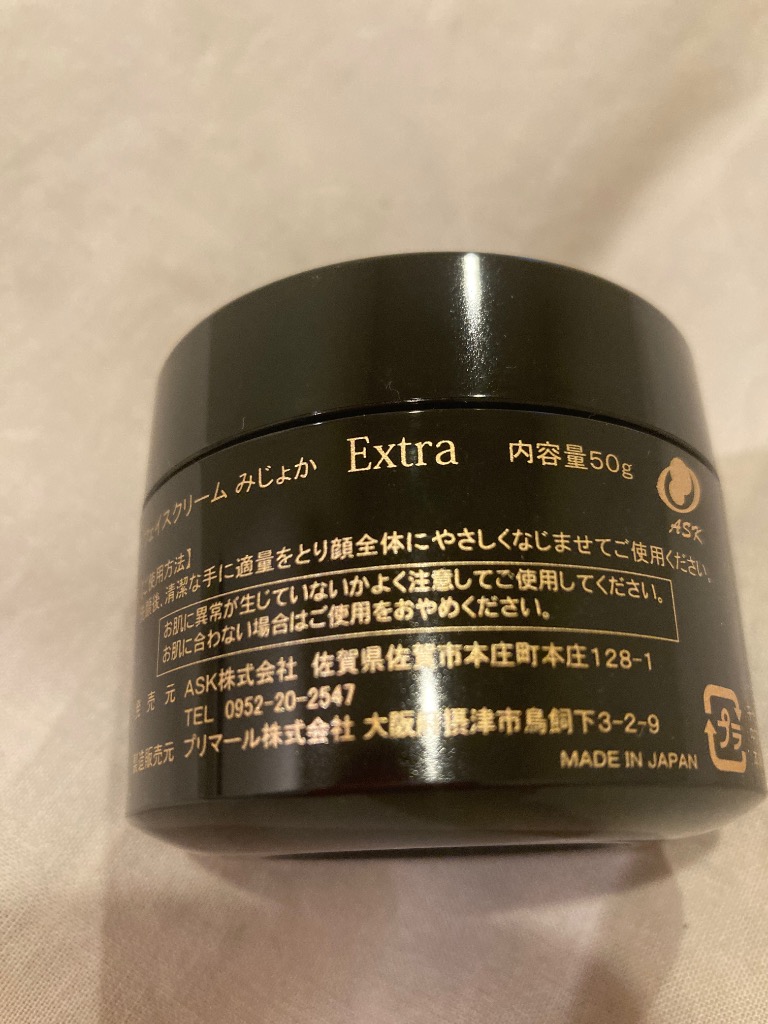 フェイスクリーム みじょか Extra 内容量50g
ASK
ご使用方法】
洗顔後、清潔な手に適量をとり顔全体にやさしくなじませてご使用ください。
お肌に異常が生じていないかよく注意してご使用してください。
お肌に合わない場合はご使用をおやめください。
発売元 ASK株式会社 佐賀県佐賀市本庄町本庄128-1
TEL 0952-20-2547
製造販売元 プリマール株式会社 大阪府摂津市鳥飼下3-2-9
MADE IN JAPAN
プラ